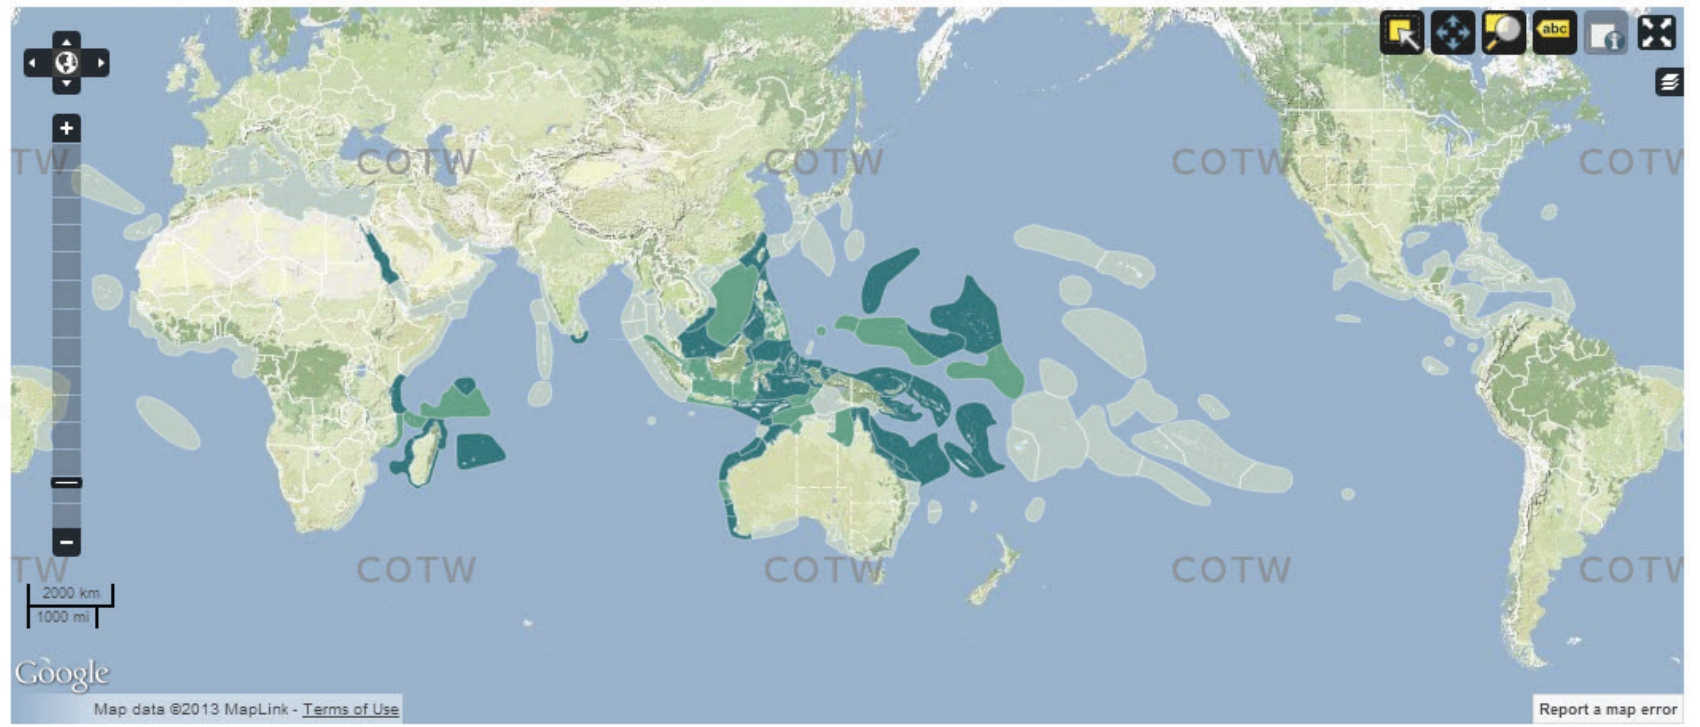 abc
TW COTW COTW COTW COTW
TW COTW COTW COTW COTW
2000 km
1000 mi
Google
Map data ©2013 MapLink - Terms of Use
Report a map error